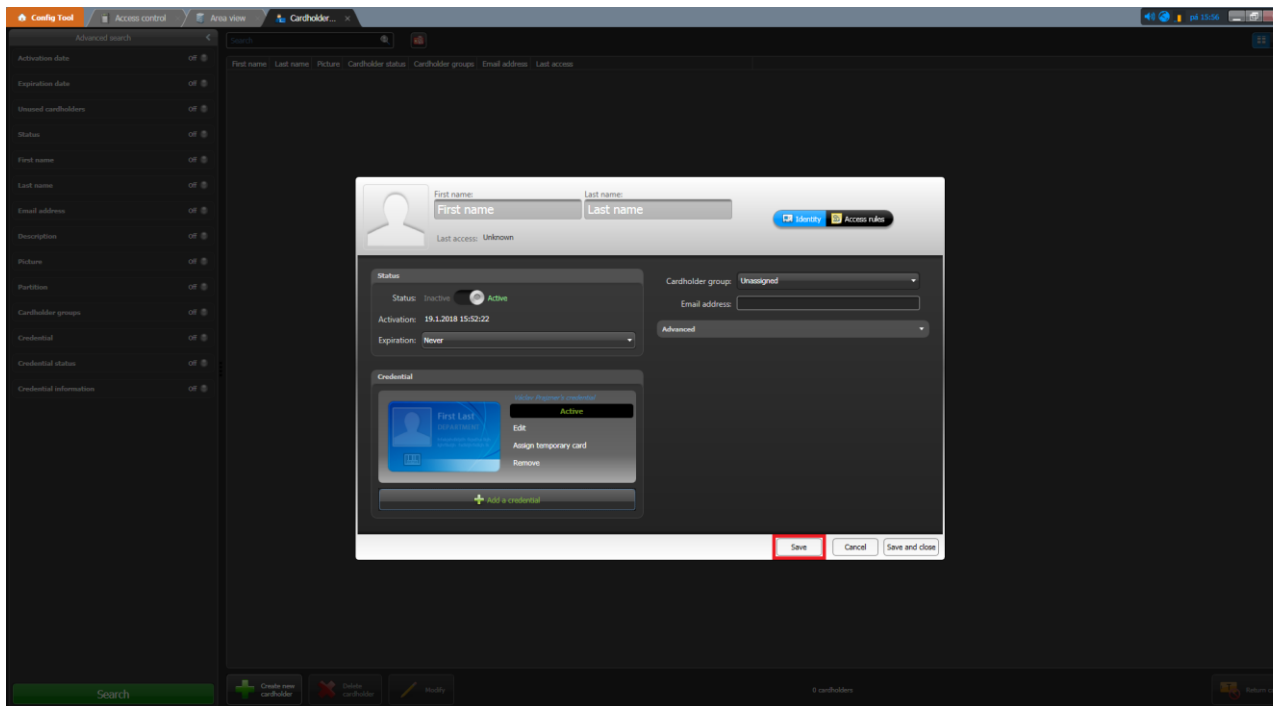 Config Tool
Access control
Area view
Cardholder...
pá 15:56
Advanced search
Search
Activation date Off
Expiration date Off
Unused cardholders Off
Status Off
First name Off
Last name Off
Email address Off
Description Off
Picture Off
Partition Off
Cardholder groups Off
Credential Off
Credential status Off
Credential information Off
Search
First name Last name Picture Cardholder status Cardholder groups Email address Last access
First name: Last name:
First name Last name
Last access: Unknown
Identity Access rules
Status
Status: Inactive Active
Activation: 19.1.2018 15:52:22
Expiration: Never
Cardholder group: Unassigned
Email address:
Advanced
Credential
credential
First Last
DEPARTMENT
Active
Edit
Assign temporary card
Remove
Add a credential
Save Cancel Save and close
Create new cardholder
Delete cardholder
Modify
0 cardholders
Return